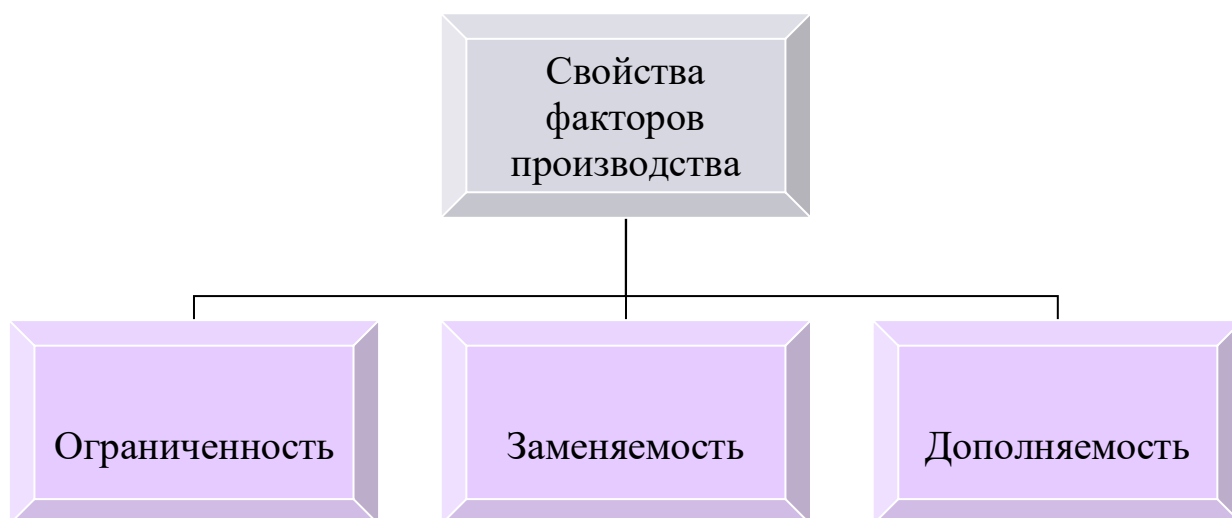 Свойства
факторов
производства
Ограниченность
Заменяемость
Дополняемость